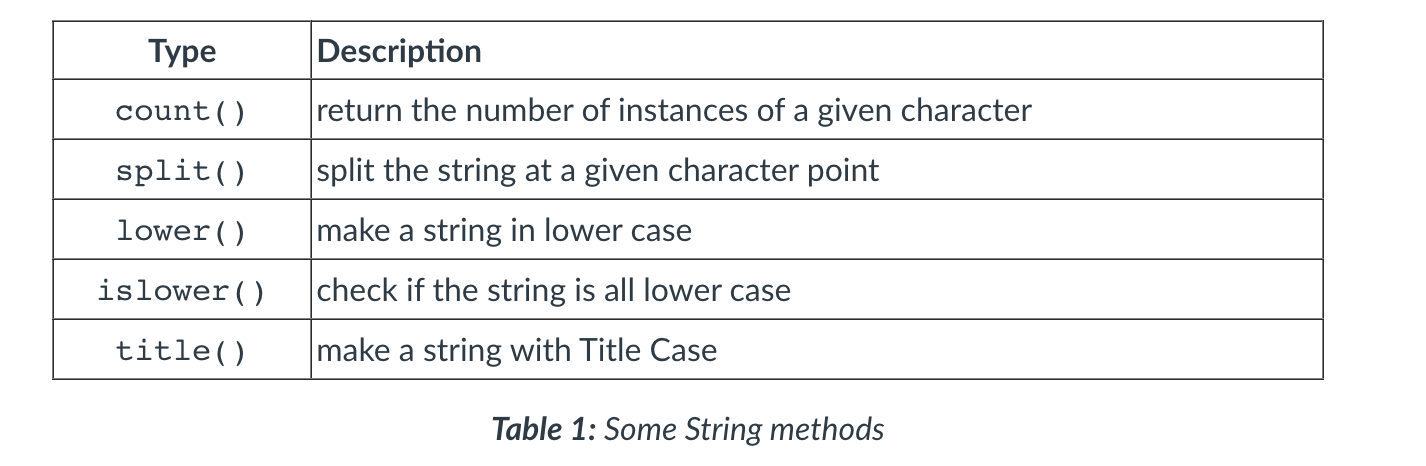 Type Description
count() return the number of instances of a given character
split() split the string at a given character point
lower() make a string in lower case
islower() check if the string is all lower case
title() make a string with Title Case
Table 1: Some String methods